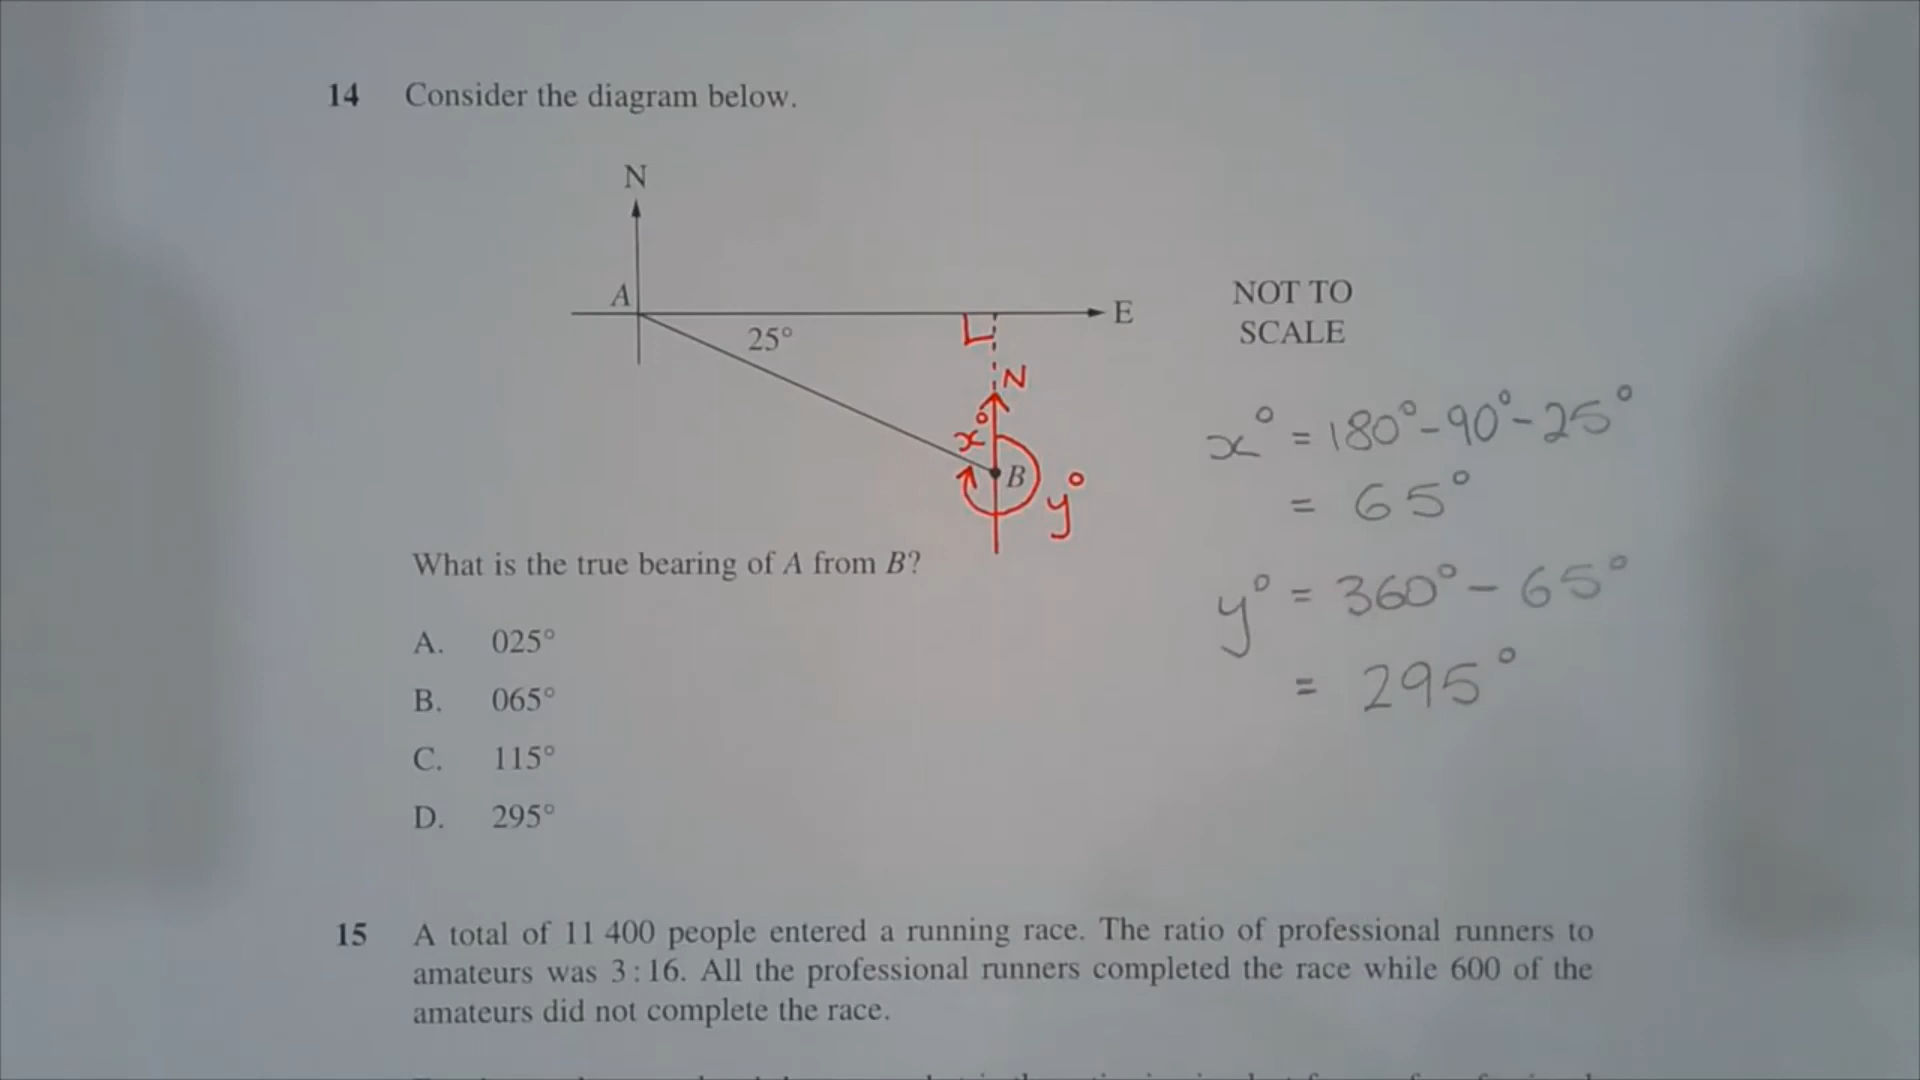 14 Consider the diagram below.
N
A
E
25°
NOT TO
SCALE
N
x°
B
y°
x° = 180° - 90° - 25°
= 65°
y° = 360° - 65°
= 295°
What is the true bearing of A from B?
A. 025°
B. 065°
C. 115°
D. 295°
15 A total of 11 400 people entered a running race. The ratio of professional runners to
amateurs was 3 : 16. All the professional runners completed the race while 600 of the
amateurs did not complete the race.